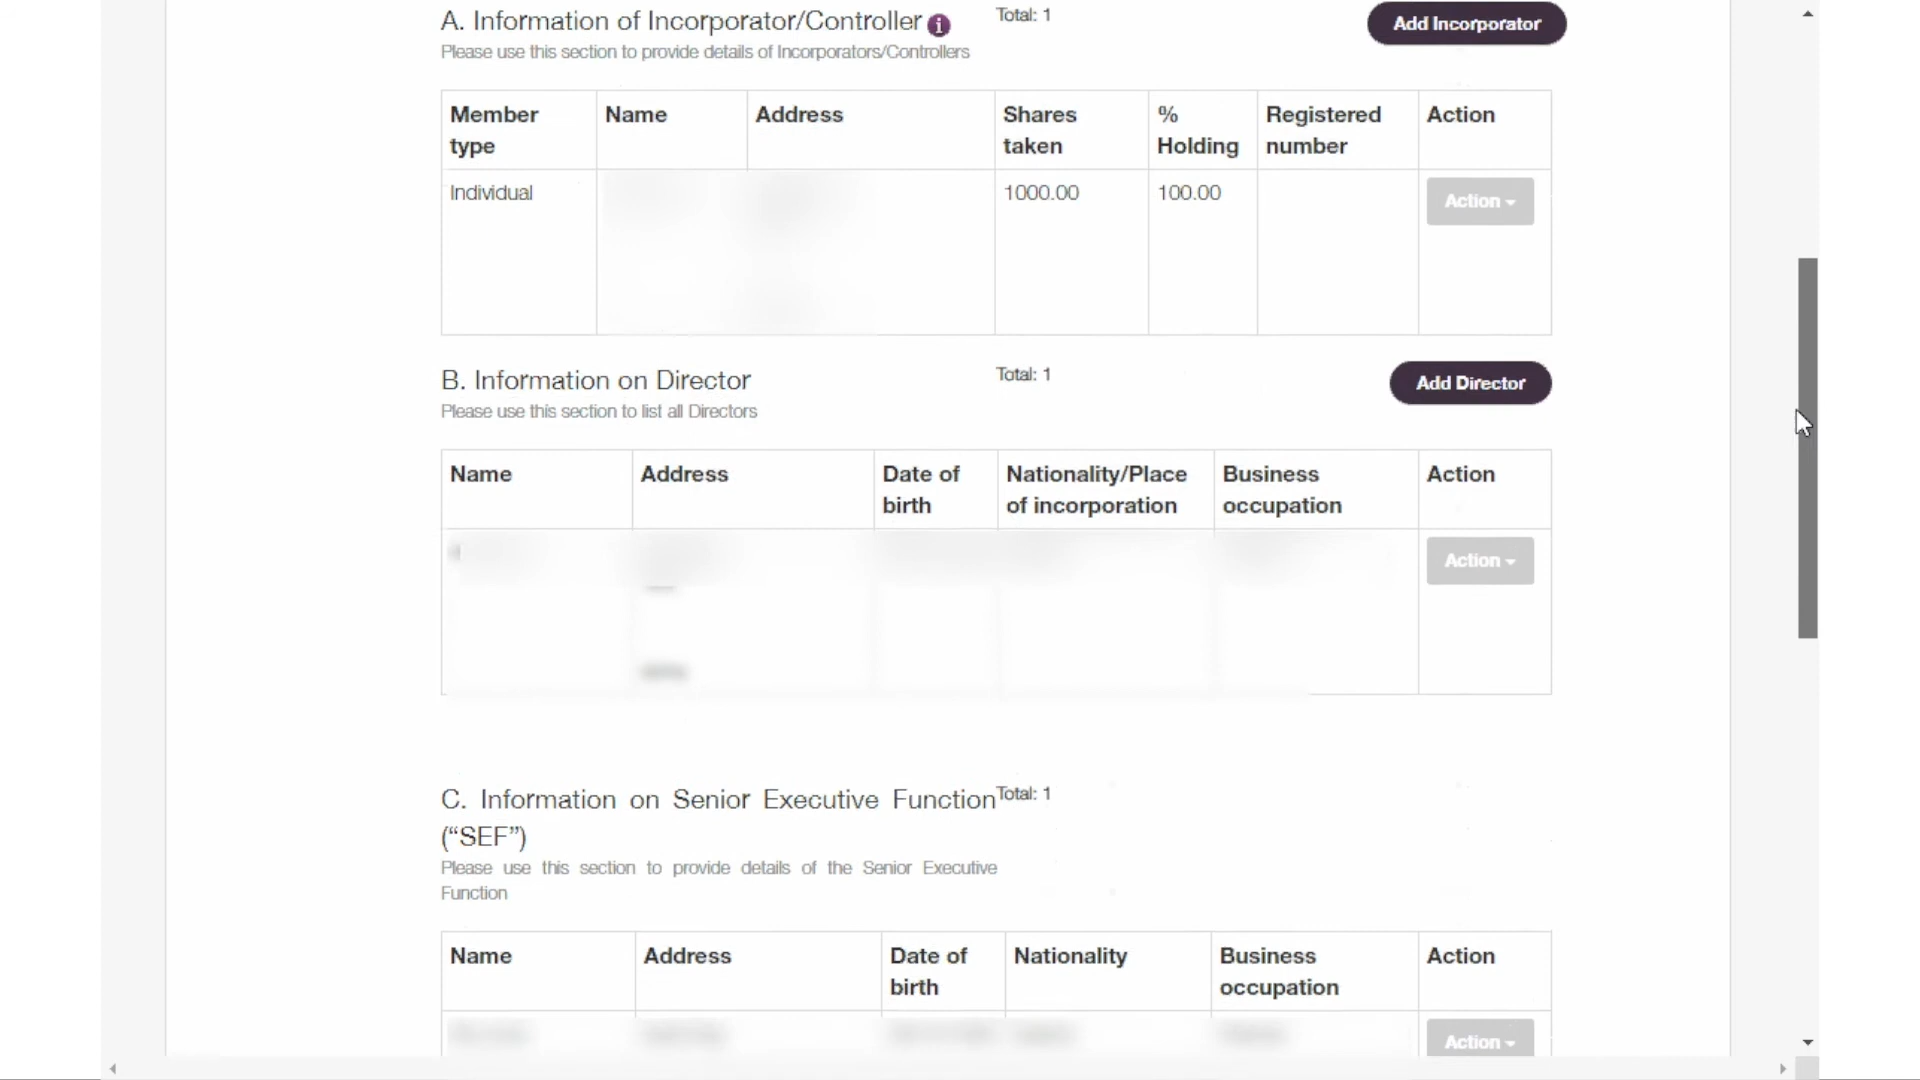 A. Information of Incorporator/Controller i
Total: 1
Add Incorporator
Please use this section to provide details of Incorporators/Controllers
Member type
Name
Address
Shares taken
% Holding
Registered number
Action
Individual
1000.00
100.00
Action
B. Information on Director
Total: 1
Add Director
Please use this section to list all Directors
Name
Address
Date of birth
Nationality/Place of incorporation
Business occupation
Action
Action
C. Information on Senior Executive Function
Total: 1
(“SEF”)
Please use this section to provide details of the Senior Executive
Function
Name
Address
Date of birth
Nationality
Business occupation
Action
Action